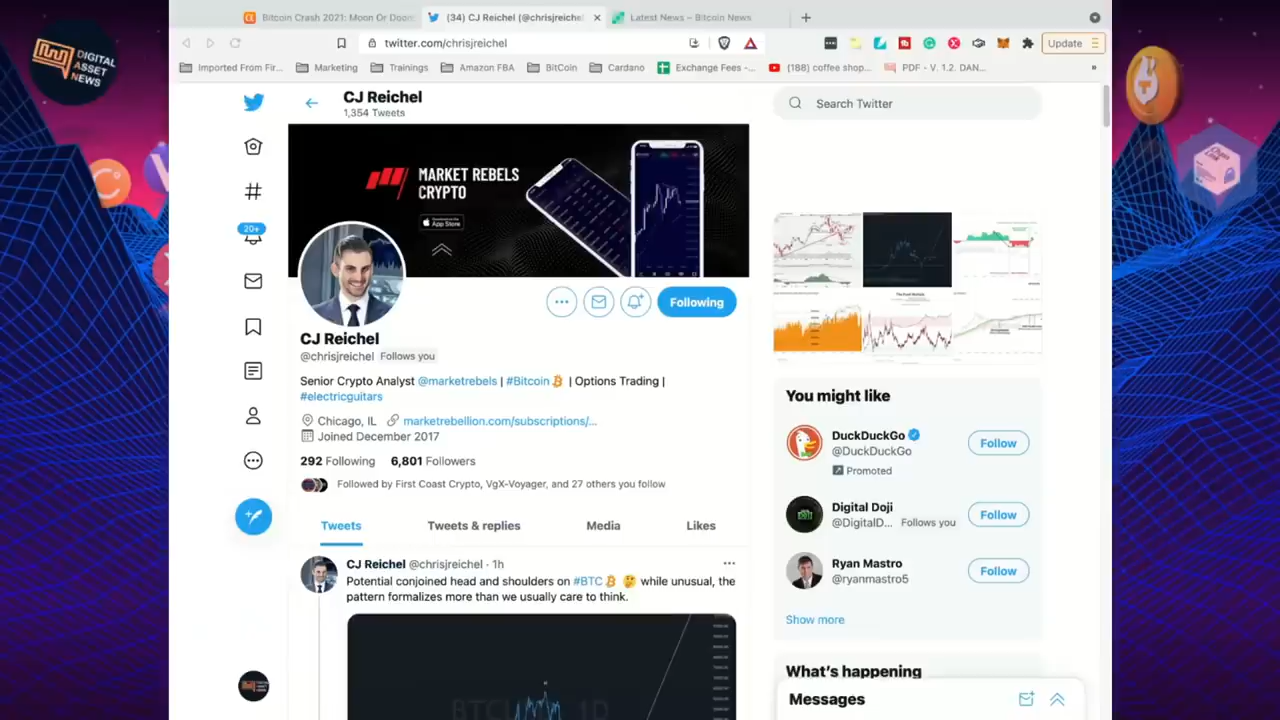 DIGITAL
ASSET
NEWS
Bitcoin Crash 2021: Moon Or Doom
(34) CJ Reichel (@chrisjreichel
Latest News – Bitcoin News
twitter.com/chrisjreichel
Update
Imported From Fir...
Marketing
Trainings
Amazon FBA
BitCoin
Cardano
Exchange Fees -...
(188) coffee shop...
PDF - V. 1.2. DAN...
CJ Reichel
1,354 Tweets
Search Twitter
MARKET REBELS
CRYPTO
App Store
20+
Following
CJ Reichel
@chrisjreichel Follows you
Senior Crypto Analyst @marketrebels | #Bitcoin | Options Trading |
#electricguitars
Chicago, IL marketrebellion.com/subscriptions/...
Joined December 2017
292 Following 6,801 Followers
Followed by First Coast Crypto, VgX-Voyager, and 27 others you follow
Tweets
Tweets & replies
Media
Likes
CJ Reichel @chrisjreichel · 1h
Potential conjoined head and shoulders on #BTC while unusual, the
pattern formalizes more than we usually care to think.
You might like
DuckDuckGo
@DuckDuckGo
Promoted
Follow
Digital Doji
@DigitalD... Follows you
Follow
Ryan Mastro
@ryanmastro5
Follow
Show more
What's happening
Messages